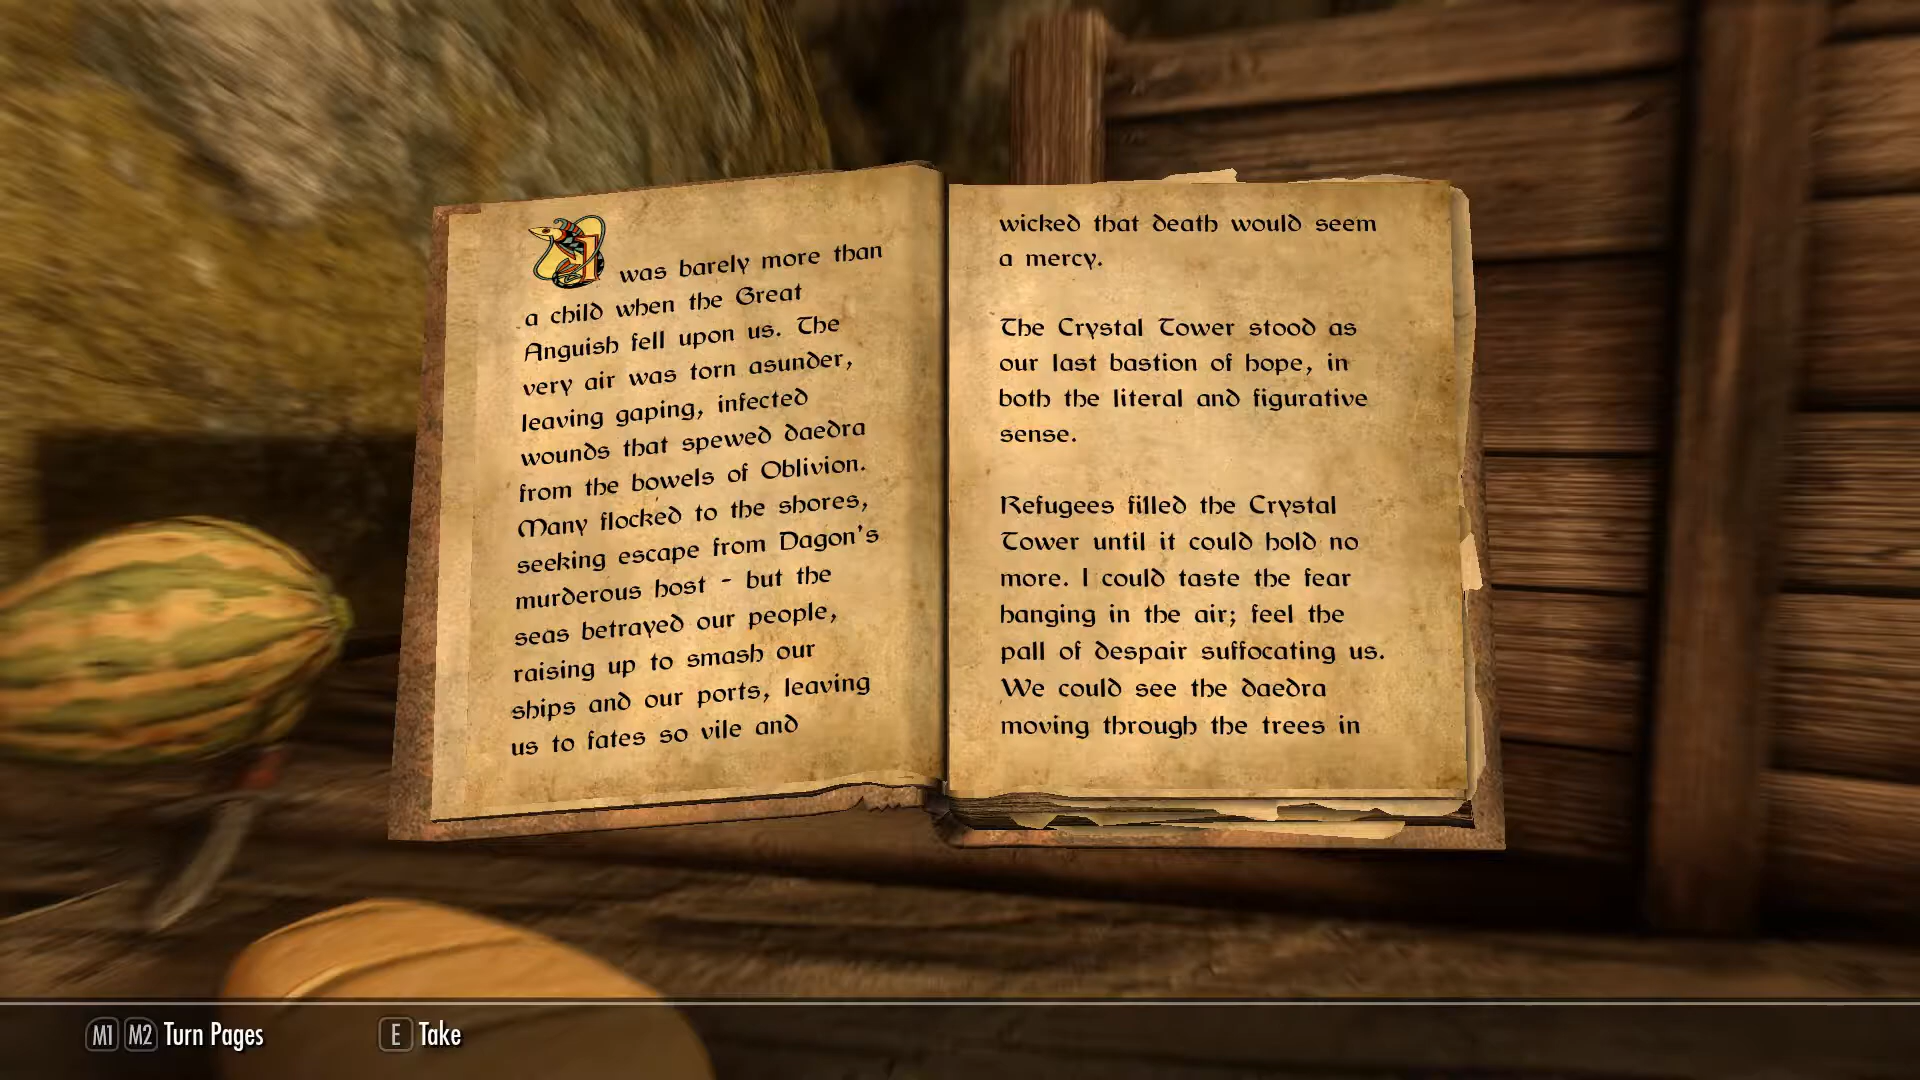 I was barely more than
a child when the Great
Anguish fell upon us. The
very air was torn asunder,
leaving gaping, infected
wounds that spewed daedra
from the bowels of Oblivion.
Many flocked to the shores,
seeking escape from Dagon's
murderous host - but the
seas betrayed our people,
raising up to smash our
ships and our ports, leaving
us to fates so vile and
wicked that death would seem
a mercy.
The Crystal Tower stood as
our last bastion of hope, in
both the literal and figurative
sense.
Refugees filled the Crystal
Tower until it could hold no
more. I could taste the fear
hanging in the air; feel the
pall of despair suffocating us.
We could see the daedra
moving through the trees in
M1 M2 Turn Pages E Take